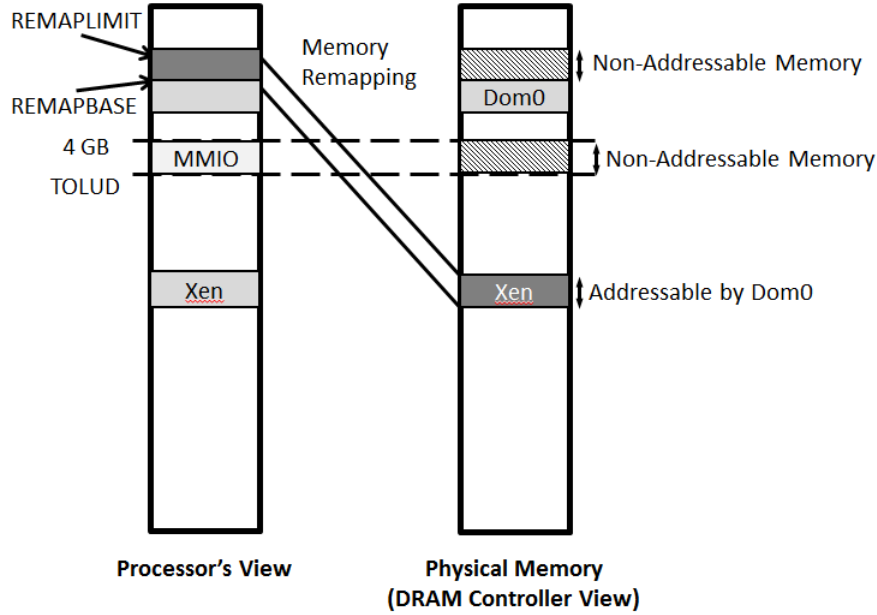 REMAPLIMIT
REMAPBASE
4 GB
TOLUD
MMIO
Xen
Memory
Remapping
Dom0
Xen
Non-Addressable Memory
Non-Addressable Memory
Addressable by Dom0
Processor’s View
Physical Memory
(DRAM Controller View)